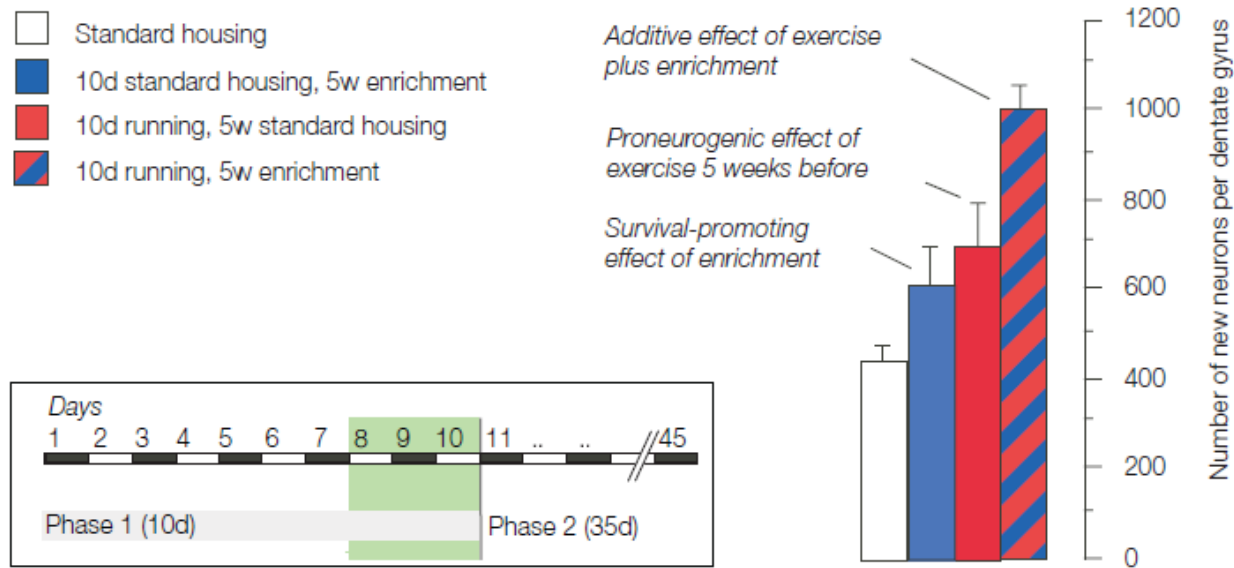 Standard housing
10d standard housing, 5w enrichment
10d running, 5w standard housing
10d running, 5w enrichment
Additive effect of exercise
plus enrichment
Proneurogenic effect of
exercise 5 weeks before
Survival-promoting
effect of enrichment
1200
1000
800
600
400
200
0
Number of new neurons per dentate gyrus
Days
1 2 3 4 5 6 7 8 9 10 11 .. .. 45
Phase 1 (10d) Phase 2 (35d)